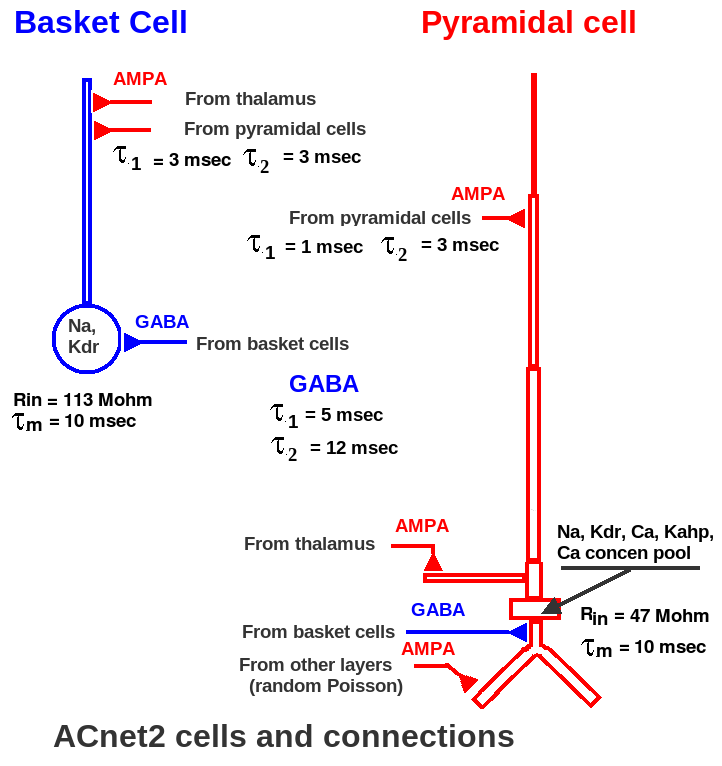 Basket Cell
Pyramidal cell
AMPA
From thalamus
From pyramidal cells
τ1 = 3 msec τ2 = 3 msec
AMPA
From pyramidal cells
τ1 = 1 msec τ2 = 3 msec
Na,
Kdr
GABA
From basket cells
Rin = 113 Mohm
τm = 10 msec
GABA
τ1 = 5 msec
τ2 = 12 msec
AMPA
From thalamus
Na, Kdr, Ca, Kahp,
Ca concen pool
GABA
From basket cells
Rin = 47 Mohm
τm = 10 msec
AMPA
From other layers
(random Poisson)
ACnet2 cells and connections